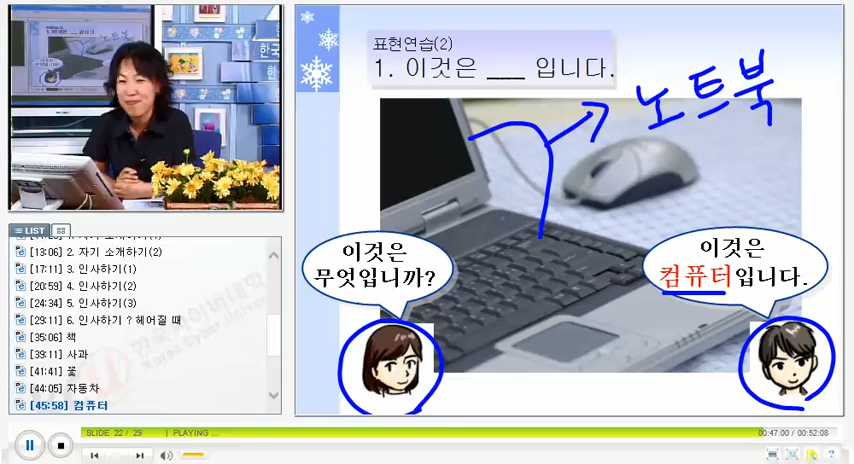 표현연습(2)
1. 이것은 ___ 입니다.
노트북
이것은
무엇입니까?
이것은
컴퓨터입니다.
LIST
[13:06] 2. 자기 소개하기(2)
[17:11] 3. 인사하기(1)
[20:59] 4. 인사하기(2)
[24:34] 5. 인사하기(3)
[29:11] 6. 인사하기 ? 헤어질 때
[35:06] 책
[39:11] 사과
[41:41] 꽃
[44:05] 자동차
[45:58] 컴퓨터
SLIDE 22 / 29 | PLAYING ...
00:47:00 / 00:52:08